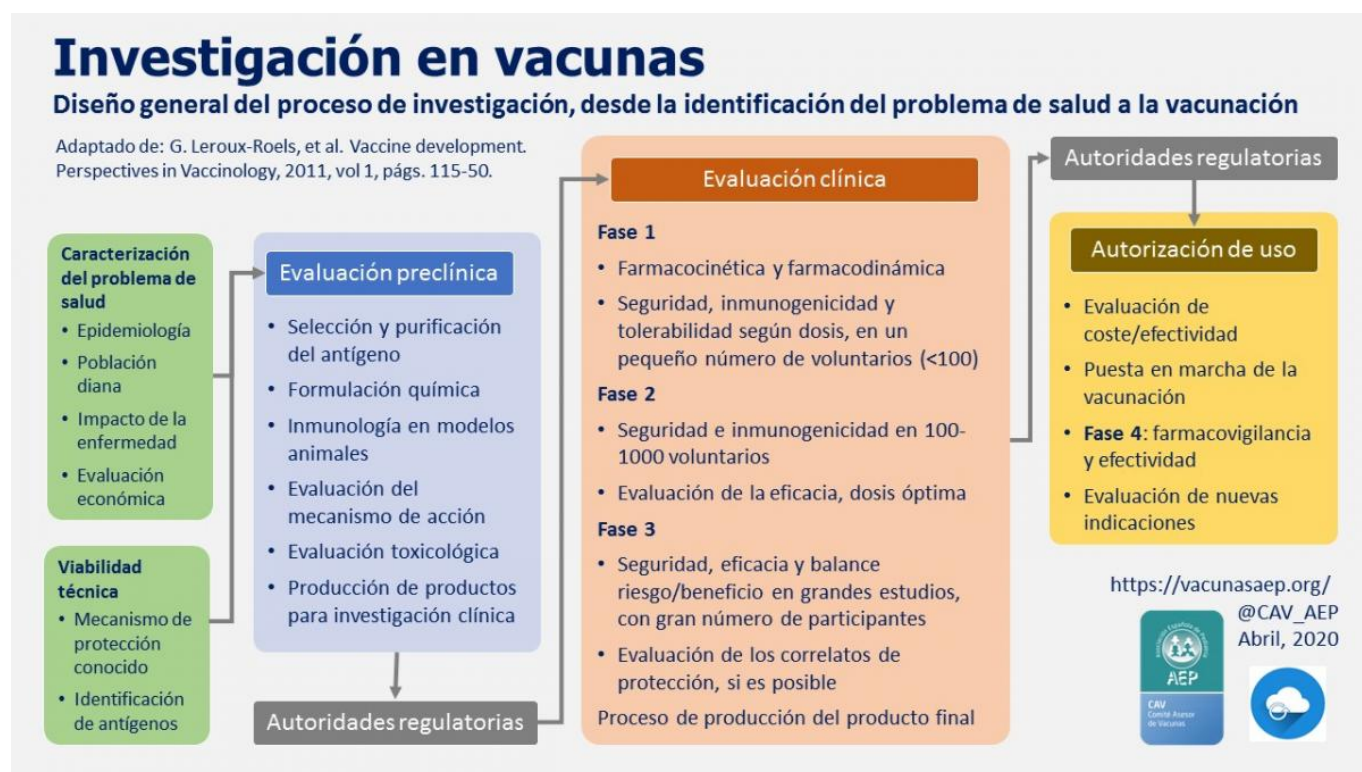 Investigación en vacunas
Diseño general del proceso de investigación, desde la identificación del problema de salud a la vacunación
Adaptado de: G. Leroux-Roels, et al. Vaccine development.
Perspectives in Vaccinology, 2011, vol 1, págs. 115-50.
Caracterización
del problema de
salud
• Epidemiología
• Población
diana
• Impacto de la
enfermedad
• Evaluación
económica
Viabilidad
técnica
• Mecanismo de
protección
conocido
• Identificación
de antígenos
Evaluación preclínica
• Selección y purificación
del antígeno
• Formulación química
• Inmunología en modelos
animales
• Evaluación del
mecanismo de acción
• Evaluación toxicológica
• Producción de productos
para investigación clínica
Autoridades regulatorias
Evaluación clínica
Fase 1
• Farmacocinética y farmacodinámica
• Seguridad, inmunogenicidad y
tolerabilidad según dosis, en un
pequeño número de voluntarios (<100)
Fase 2
• Seguridad e inmunogenicidad en 100-
1000 voluntarios
• Evaluación de la eficacia, dosis óptima
Fase 3
• Seguridad, eficacia y balance
riesgo/beneficio en grandes estudios,
con gran número de participantes
• Evaluación de los correlatos de
protección, si es posible
Proceso de producción del producto final
Autoridades regulatorias
Autorización de uso
• Evaluación de
coste/efectividad
• Puesta en marcha de la
vacunación
• Fase 4: farmacovigilancia
y efectividad
• Evaluación de nuevas
indicaciones
https://vacunasaep.org/
@CAV_AEP
Abril, 2020
Asociación Española de Pediatría
AEP
CAV
Comité Asesor
de Vacunas